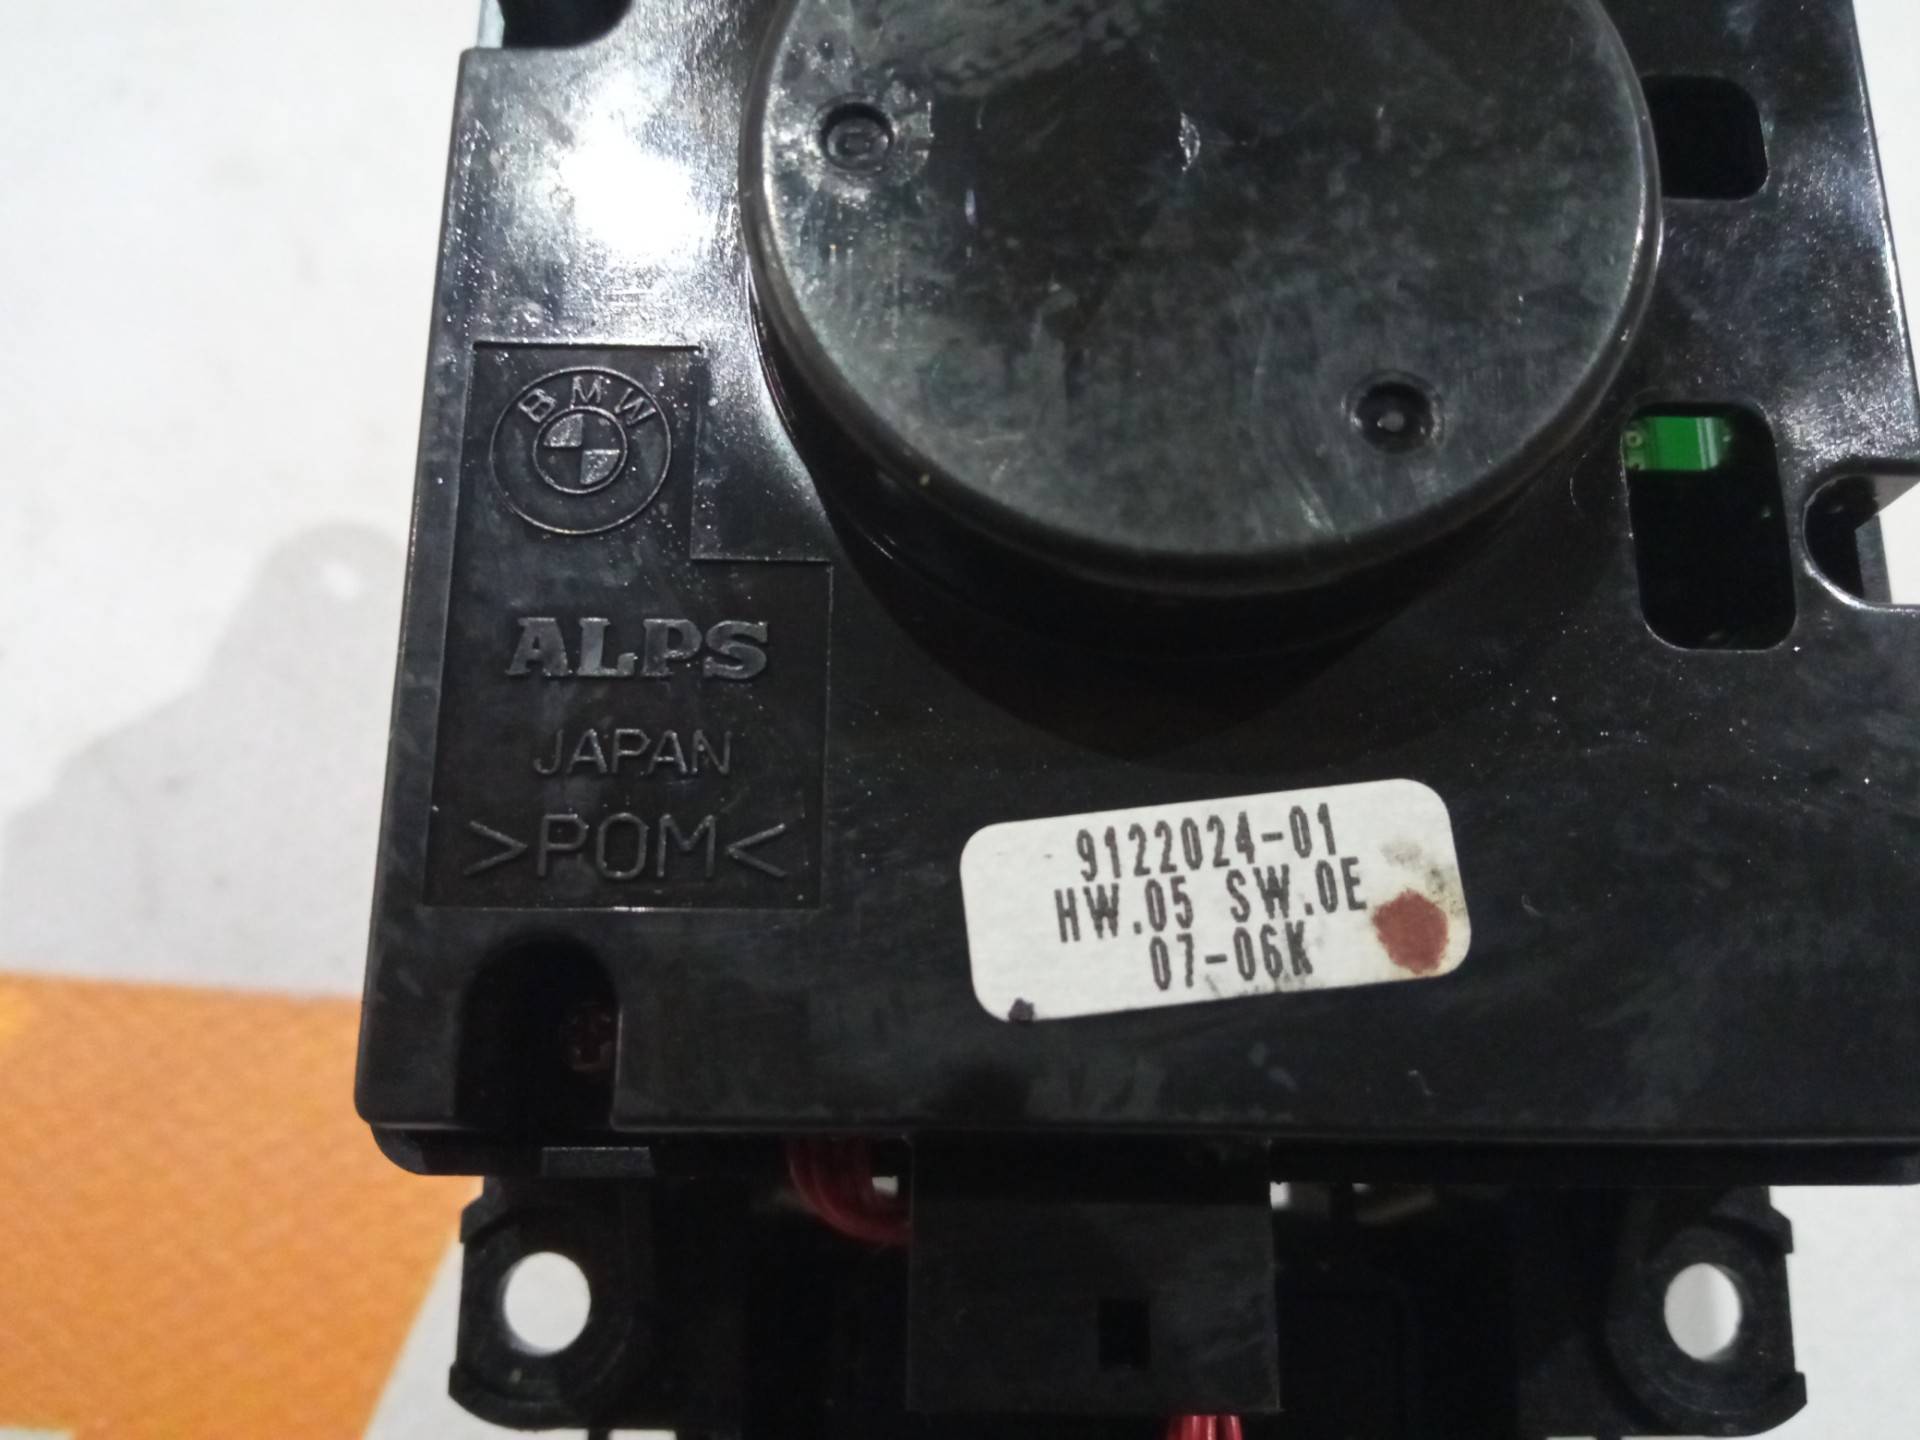 BMW
ALPS
JAPAN
>POM<
9122024-01
HW.05 SW.0E
07-06K